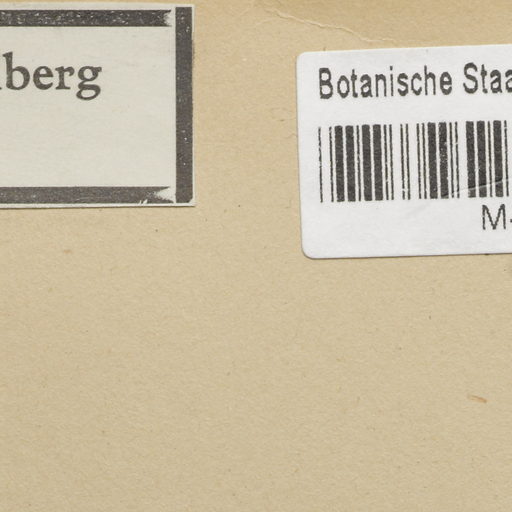 berg
Botanische Staa
M-